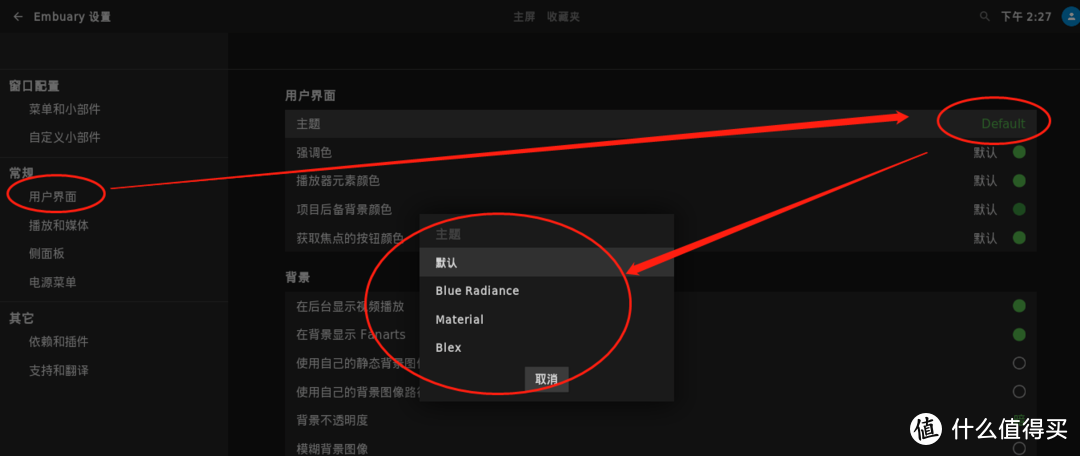 Embuary 设置
主屏 收藏夹
下午 2:27
窗口配置
菜单和小部件
自定义小部件
常规
用户界面
播放和媒体
侧面板
电源菜单
其它
依赖和插件
支持和翻译
用户界面
主题 Default
强调色 默认
播放器元素颜色 默认
项目后备背景颜色 默认
获取焦点的按钮颜色 默认
背景
在后台显示视频播放
在背景显示 Fanarts
使用自己的静态背景图
使用自己的背景图像路
背景不透明度
模糊背景图像
主题
默认
Blue Radiance
Material
Blex
取消
值 什么值得买